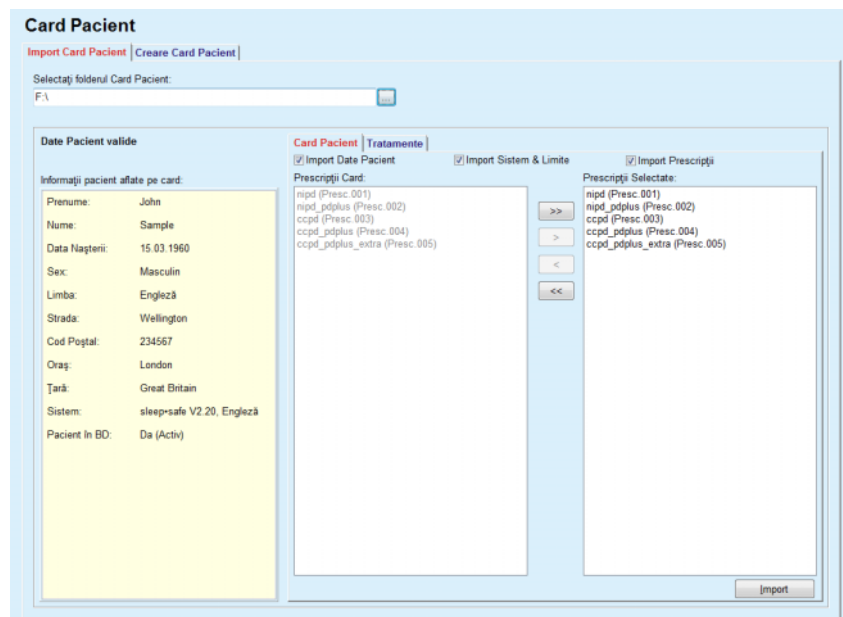 Card Pacient
Import Card Pacient Creare Card Pacient
Selectaţi folderul Card Pacient:
F:\
...
Date Pacient valide
Informaţii pacient aflate pe card:
Prenume: John
Nume: Sample
Data Naşterii: 15.03.1960
Sex: Masculin
Limba: Engleză
Strada: Wellington
Cod Poştal: 234567
Oraş: London
Ţară: Great Britain
Sistem: sleep•safe V2.20, Engleză
Pacient în BD: Da (Activ)
Card Pacient Tratamente
Import Date Pacient Import Sistem & Limite Import Prescripţii
Prescripţii Card:
nipd (Presc.001)
nipd_pdplus (Presc.002)
ccpd (Presc.003)
ccpd_pdplus (Presc.004)
ccpd_pdplus_extra (Presc.005)
>>
>
<
<<
Prescripţii Selectate:
nipd (Presc.001)
nipd_pdplus (Presc.002)
ccpd (Presc.003)
ccpd_pdplus (Presc.004)
ccpd_pdplus_extra (Presc.005)
Import